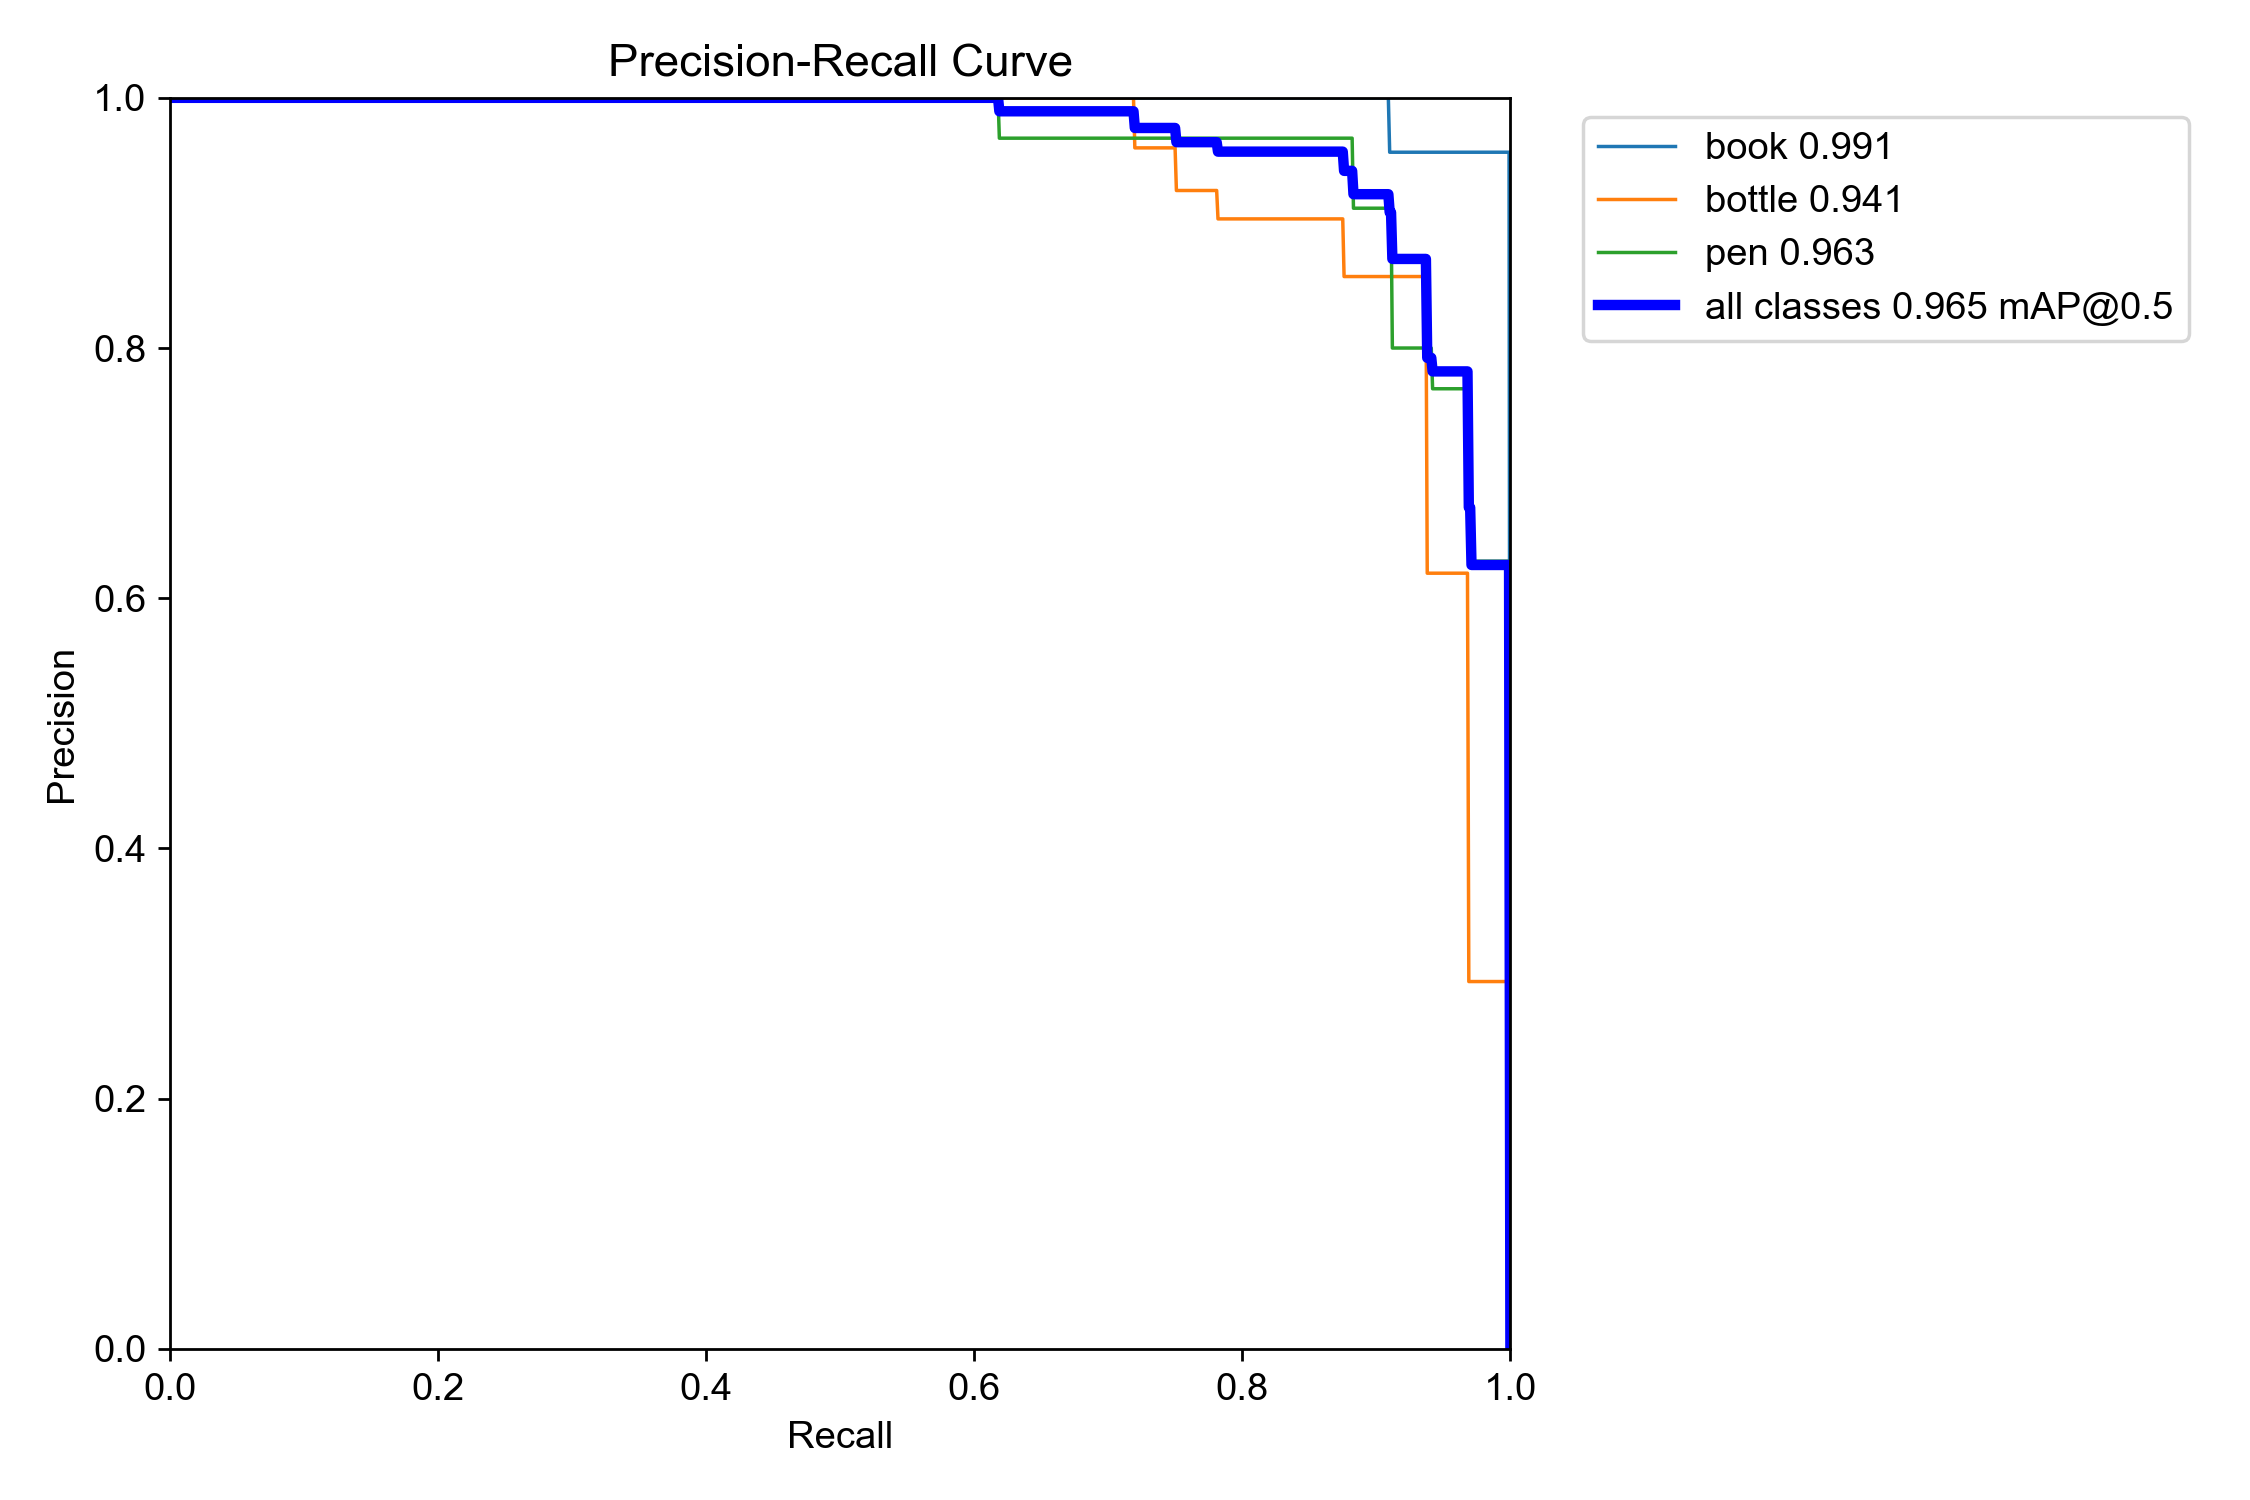 Precision-Recall Curve
1.0
0.8
0.6
0.4
0.2
0.0
Precision
0.0 0.2 0.4 0.6 0.8 1.0
Recall
book 0.991
bottle 0.941
pen 0.963
all classes 0.965 mAP@0.5